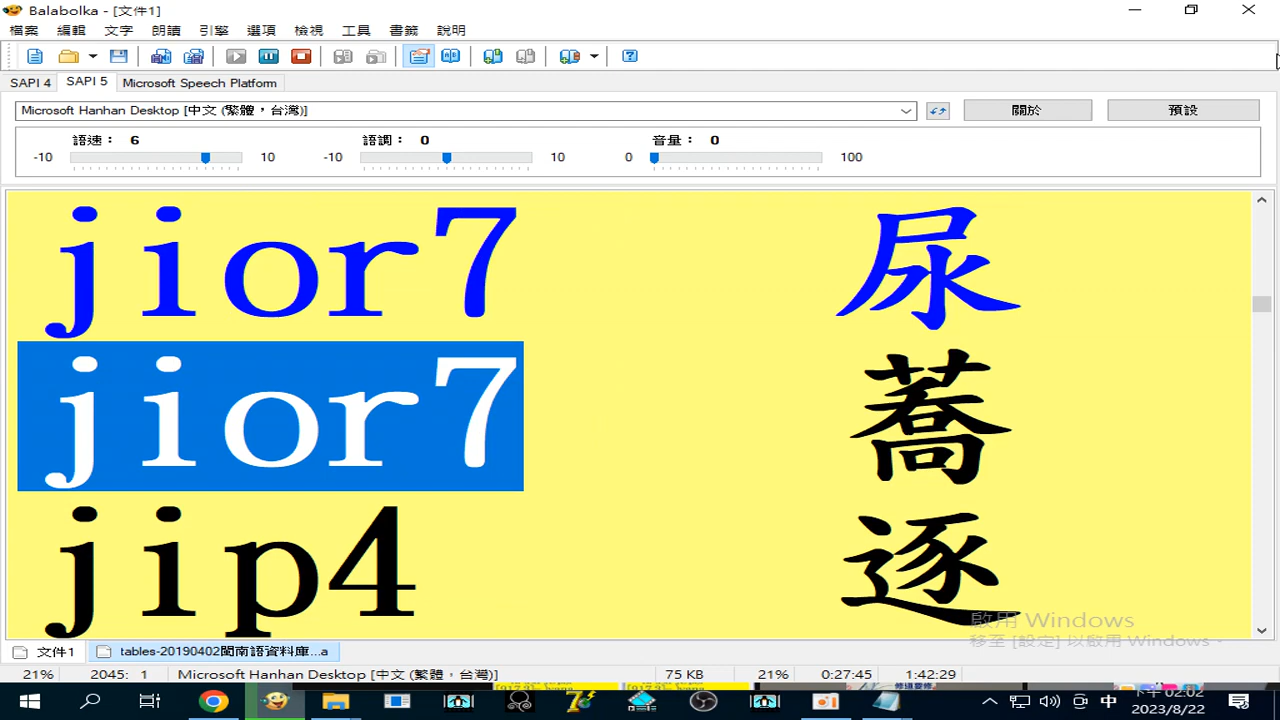 Balabolka - [文件1]
檔案 編輯 文字 朗讀 引擎 選項 檢視 工具 書籤 說明
SAPI 4 SAPI 5 Microsoft Speech Platform
Microsoft Hanhan Desktop [中文 (繁體，台灣)] 關於 預設
語速： 6 語調： 0 音量： 0
-10 10 -10 10 0 100
jior7 尿
jior7 蕎
jip4 逐
啟用 Windows
移至 [設定] 以啟用 Windows。
文件1 tables-20190402閩南語資料庫...a
21% 2045: 1 Microsoft Hanhan Desktop [中文 (繁體，台灣)] 75 KB 21% 0:27:45 1:42:29
中 下午 02:02
2023/8/22